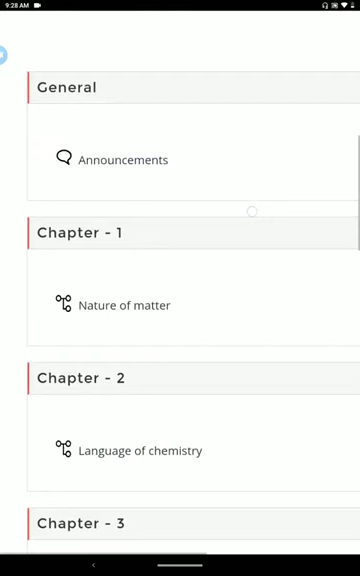 9:28 AM
General
Announcements
Chapter - 1
Nature of matter
Chapter - 2
Language of chemistry
Chapter - 3